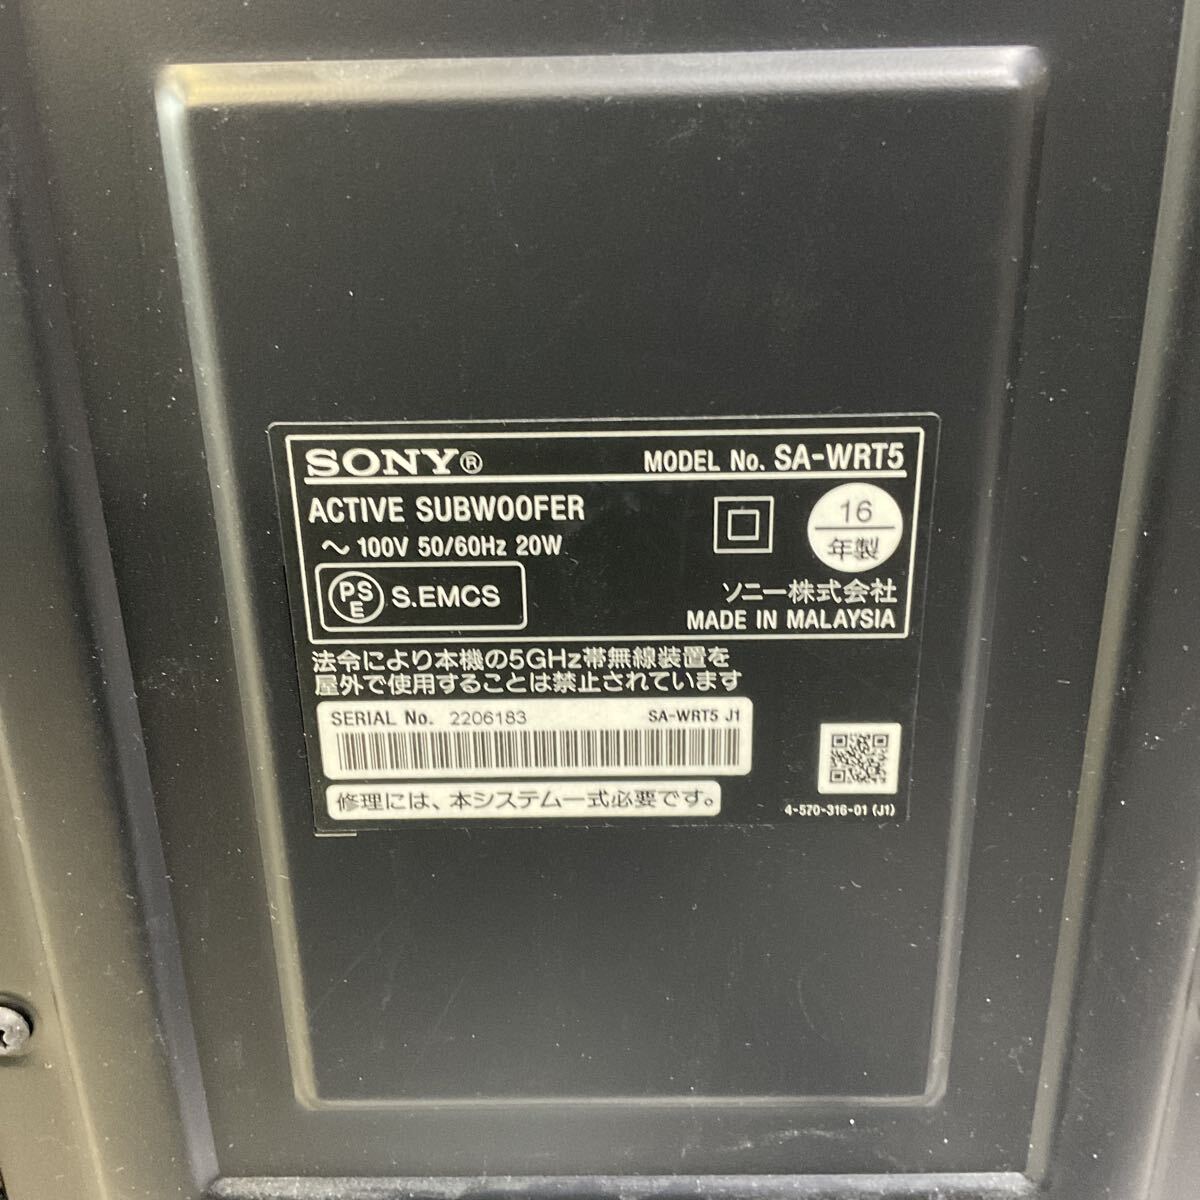 SONY®
MODEL No. SA-WRT5
ACTIVE SUBWOOFER
～ 100V 50/60Hz 20W
16
年製
PS
E
S.EMCS
ソニー株式会社
MADE IN MALAYSIA
法令により本機の5GHz帯無線装置を
屋外で使用することは禁止されています
SERIAL No. 2206183 SA-WRT5 J1
修理には、本システム一式必要です。
4-570-316-01 (J1)